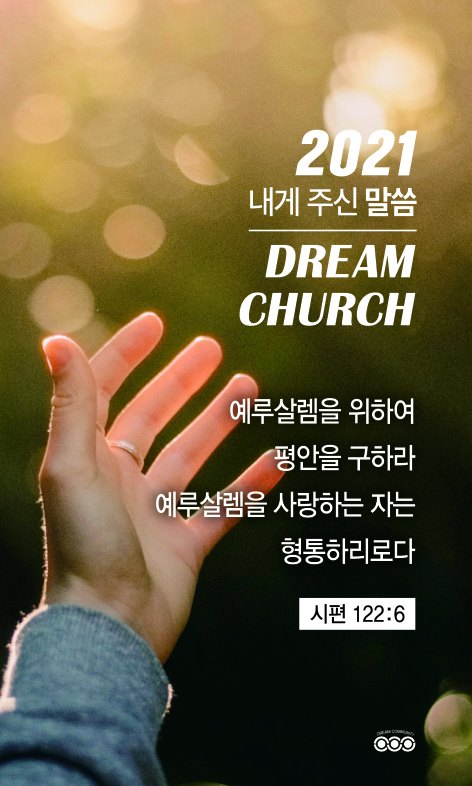 2021
내게 주신 말씀
DREAM
CHURCH
예루살렘을 위하여
평안을 구하라
예루살렘을 사랑하는 자는
형통하리로다
시편 122:6
DREAM COMMUNITY